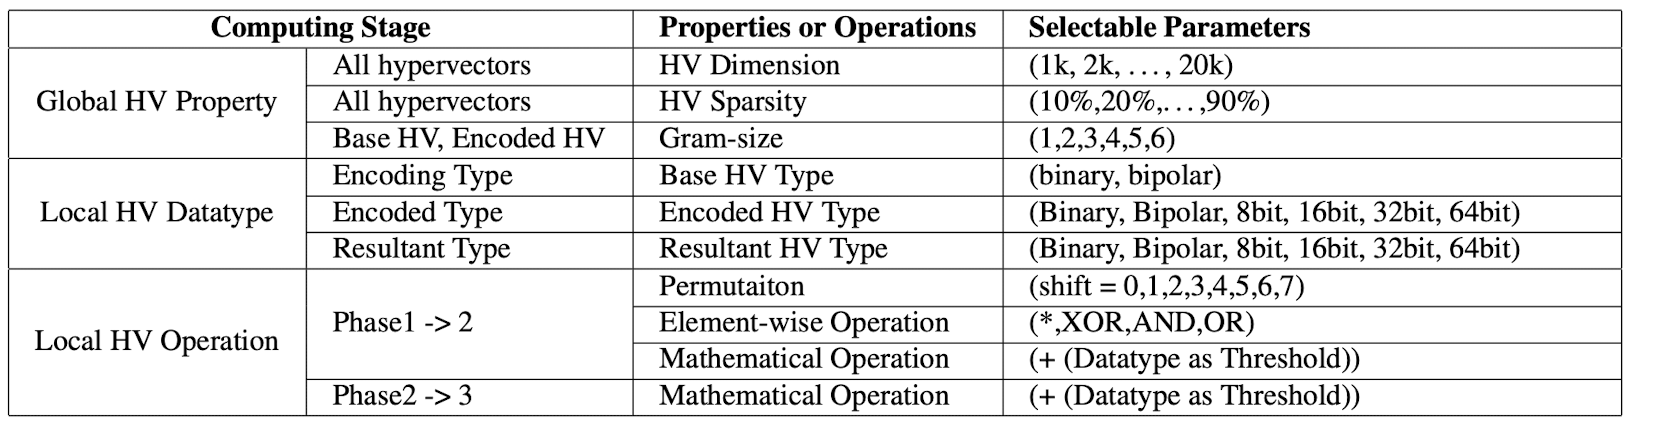 Computing Stage Properties or Operations Selectable Parameters
Global HV Property
All hypervectors HV Dimension (1k, 2k, . . . , 20k)
All hypervectors HV Sparsity (10%,20%,. . . ,90%)
Base HV, Encoded HV Gram-size (1,2,3,4,5,6)
Local HV Datatype
Encoding Type Base HV Type (binary, bipolar)
Encoded Type Encoded HV Type (Binary, Bipolar, 8bit, 16bit, 32bit, 64bit)
Resultant Type Resultant HV Type (Binary, Bipolar, 8bit, 16bit, 32bit, 64bit)
Local HV Operation
Phase1 -> 2
Permutaiton (shift = 0,1,2,3,4,5,6,7)
Element-wise Operation (*,XOR,AND,OR)
Mathematical Operation (+ (Datatype as Threshold))
Phase2 -> 3 Mathematical Operation (+ (Datatype as Threshold))